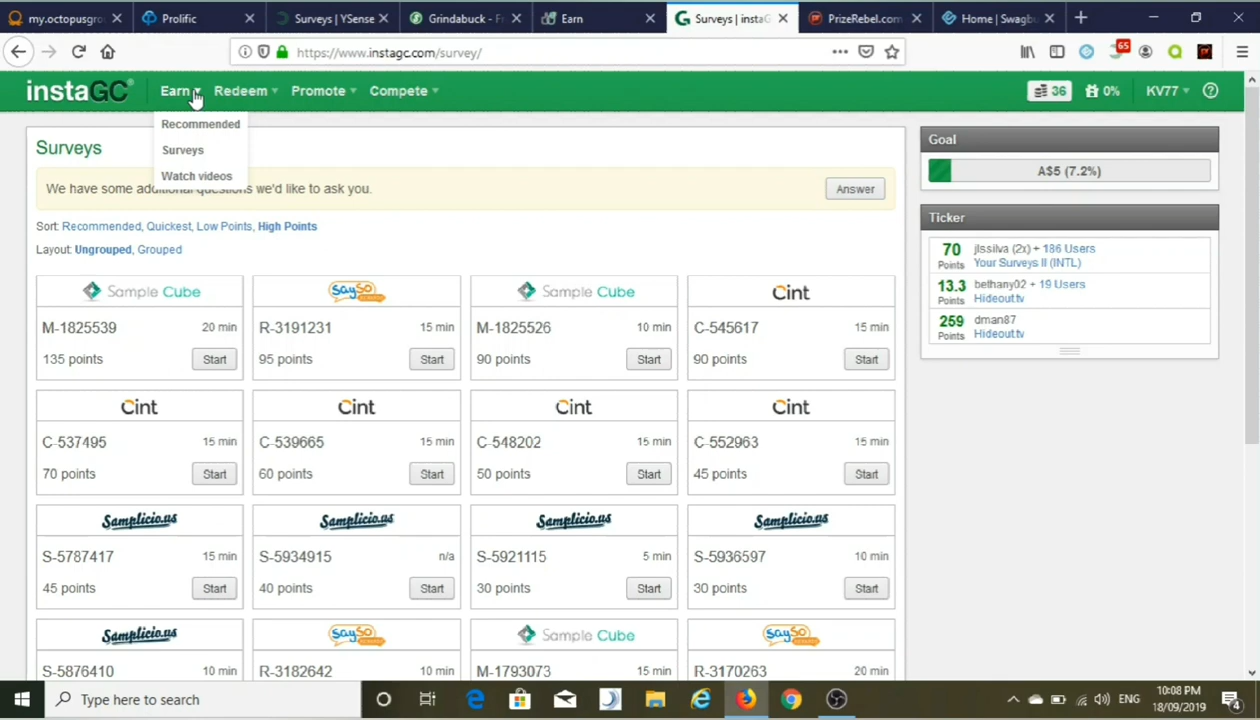 my.octopusgr
Prolific
Surveys | YSense
Grindabuck - F
Earn
Surveys | instaG
PrizeRebel.com
Home | Swagbu
https://www.instagc.com/survey/
65
instaGC®
Earn
Redeem
Promote
Compete
36
0%
KV77
Recommended
Surveys
Watch videos
Surveys
We have some additional questions we'd like to ask you.
Answer
Sort: Recommended, Quickest, Low Points, High Points
Layout: Ungrouped, Grouped
Sample Cube
M-1825539 20 min
135 points Start
SaySo
R-3191231 15 min
95 points Start
Sample Cube
M-1825526 10 min
90 points Start
Cint
C-545617 15 min
90 points Start
Cint
C-537495 15 min
70 points Start
Cint
C-539665 15 min
60 points Start
Cint
C-548202 15 min
50 points Start
Cint
C-552963 15 min
45 points Start
Samplicio.us
S-5787417 15 min
45 points Start
Samplicio.us
S-5934915 n/a
40 points Start
Samplicio.us
S-5921115 5 min
30 points Start
Samplicio.us
S-5936597 10 min
30 points Start
Samplicio.us
S-5876410 10 min
SaySo
R-3182642 10 min
Sample Cube
M-1793073 15 min
SaySo
R-3170263 20 min
Goal
A$5 (7.2%)
Ticker
70 Points
jlssilva (2x) + 186 Users
Your Surveys II (INTL)
13.3 Points
bethany02 + 19 Users
Hideout.tv
259 Points
dman87
Hideout.tv
Type here to search
ENG
10:08 PM
18/09/2019
4